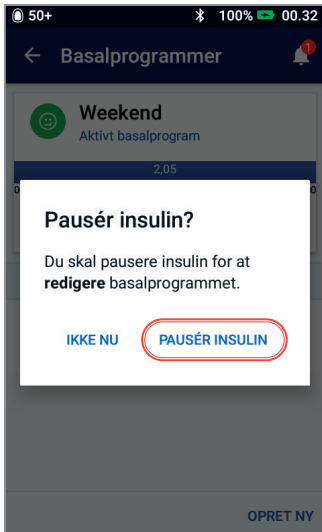 50+ 100% 00.32
Basalprogrammer 1
Weekend
Aktivt basalprogram
2,05
Pausér insulin?
Du skal pausere insulin for at
redigere basalprogrammet.
IKKE NU PAUSÉR INSULIN
OPRET NY